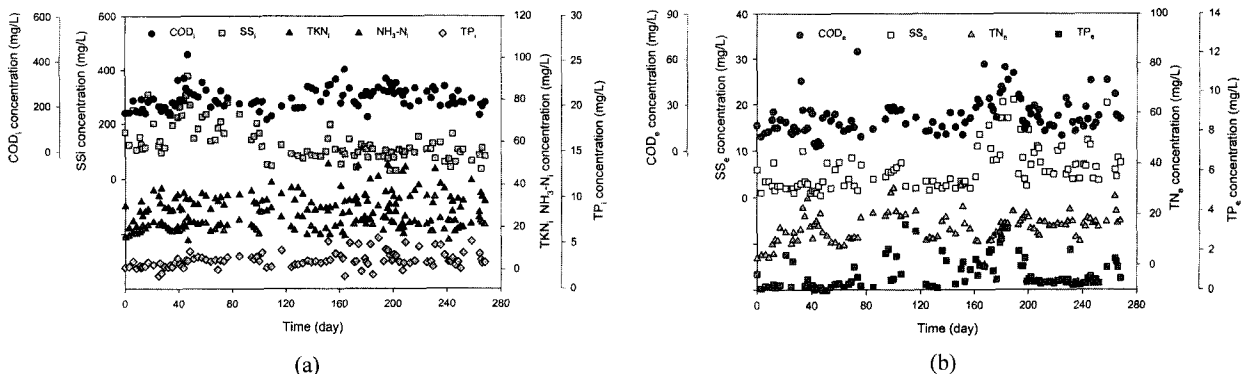 COD_i concentration (mg/L)
600
400
200
0
SSi concentration (mg/L)
600
400
200
0
COD_i SS_i TKN_i NH_3-N_i TP_i
0 40 80 120 160 200 240 280
Time (day)
120
100
80
60
40
20
0
TKN_i NH_3-N_i concentration (mg/L)
30
25
20
15
10
5
0
TP_i concentration (mg/L)
(a)
COD_e concentration (mg/L)
90
60
30
0
SS_e concentration (mg/L)
40
30
20
10
0
COD_e SS_e TN_e TP_e
0 40 80 120 160 200 240 280
Time (day)
100
80
60
40
20
0
TN_e concentration (mg/L)
14
12
10
8
6
4
2
0
TP_e concentration (mg/L)
(b)